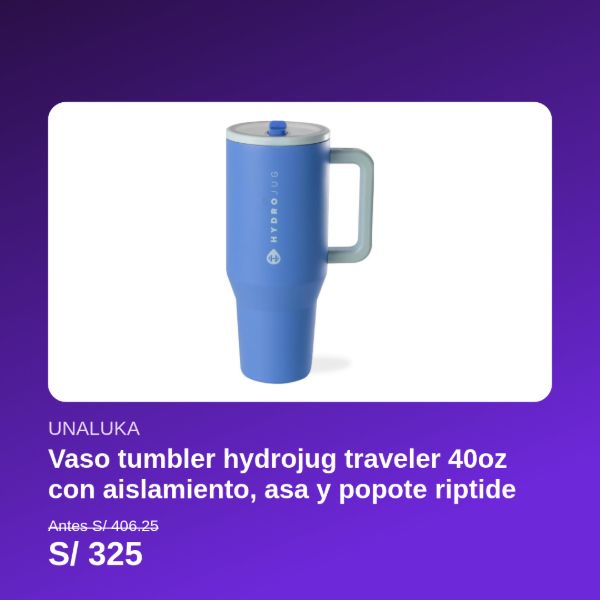 HYDROJUG
UNALUKA
Vaso tumbler hydrojug traveler 40oz
con aislamiento, asa y popote riptide
Antes S/ 406.25
S/ 325